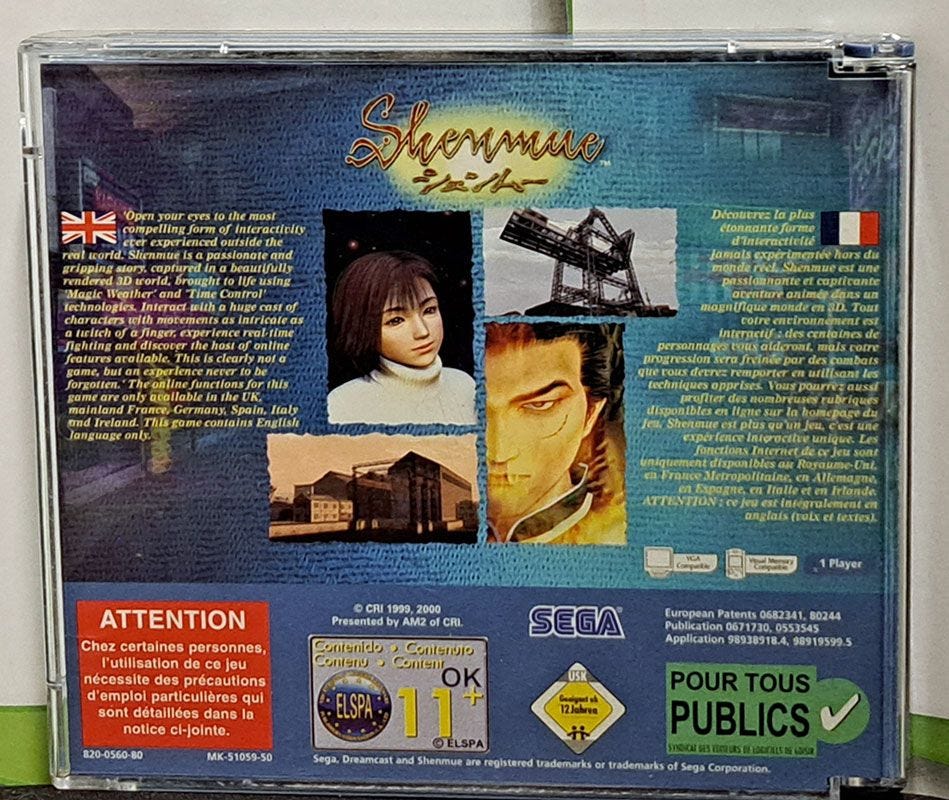 Shenmue™
シェンムー
'Open your eyes to the most
compelling form of interactivity
ever experienced outside the
real world. Shenmue is a passionate and
gripping story, captured in a beautifully
rendered 3D world, brought to life using
'Magic Weather' and 'Time Control'
technologies. Interact with a huge cast of
characters with movements as intricate as
a twitch of a finger, experience real-time
fighting and discover the host of online
features available. This is clearly not a
game, but an experience never to be
forgotten.' The online functions for this
game are only available in the UK,
mainland France, Germany, Spain, Italy
and Ireland. This game contains English
language only.
Découvrez la plus
étonnante forme
d'Interactivité
jamais expérimentée hors du
monde réel. Shenmue est une
passionnante et captivante
aventure animée dans un
magnifique monde en 3D. Tout
votre environnement est
interactif : des centaines de
personnages vous aideront, mais votre
progression sera freinée par des combats
que vous devrez remporter en utilisant les
techniques apprises. Vous pourrez aussi
profiter des nombreuses rubriques
disponibles en ligne sur la homepage du
jeu. Shenmue est plus qu'un jeu, c'est une
expérience interactive unique. Les
fonctions Internet de ce jeu sont
uniquement disponibles au Royaume-Uni,
en France Metropolitaine, en Allemagne,
en Espagne, en Italie et en Irlande.
ATTENTION : ce jeu est intégralement en
anglais (voix et textes).
VGA
Compatible
Visual Memory
Compatible
1 Player
ATTENTION
Chez certaines personnes,
l'utilisation de ce jeu
nécessite des précautions
d'emploi particulières qui
sont détaillées dans la
notice ci-jointe.
820-0560-80
MK-51059-50
© CRI 1999, 2000
Presented by AM2 of CRI.
Contenido • Contenuto
Contenu • Content
ELSPA
OK
11+
© ELSPA
SEGA®
USK
Geeignet ab
12 Jahren
European Patents 0682341, 80244
Publication 0671730, 0553545
Application 98938918.4, 98919599.5
POUR TOUS
PUBLICS
SYNDICAT DES EDITEURS DE LOGICIELS DE LOISIR
Sega, Dreamcast and Shenmue are registered trademarks or trademarks of Sega Corporation.